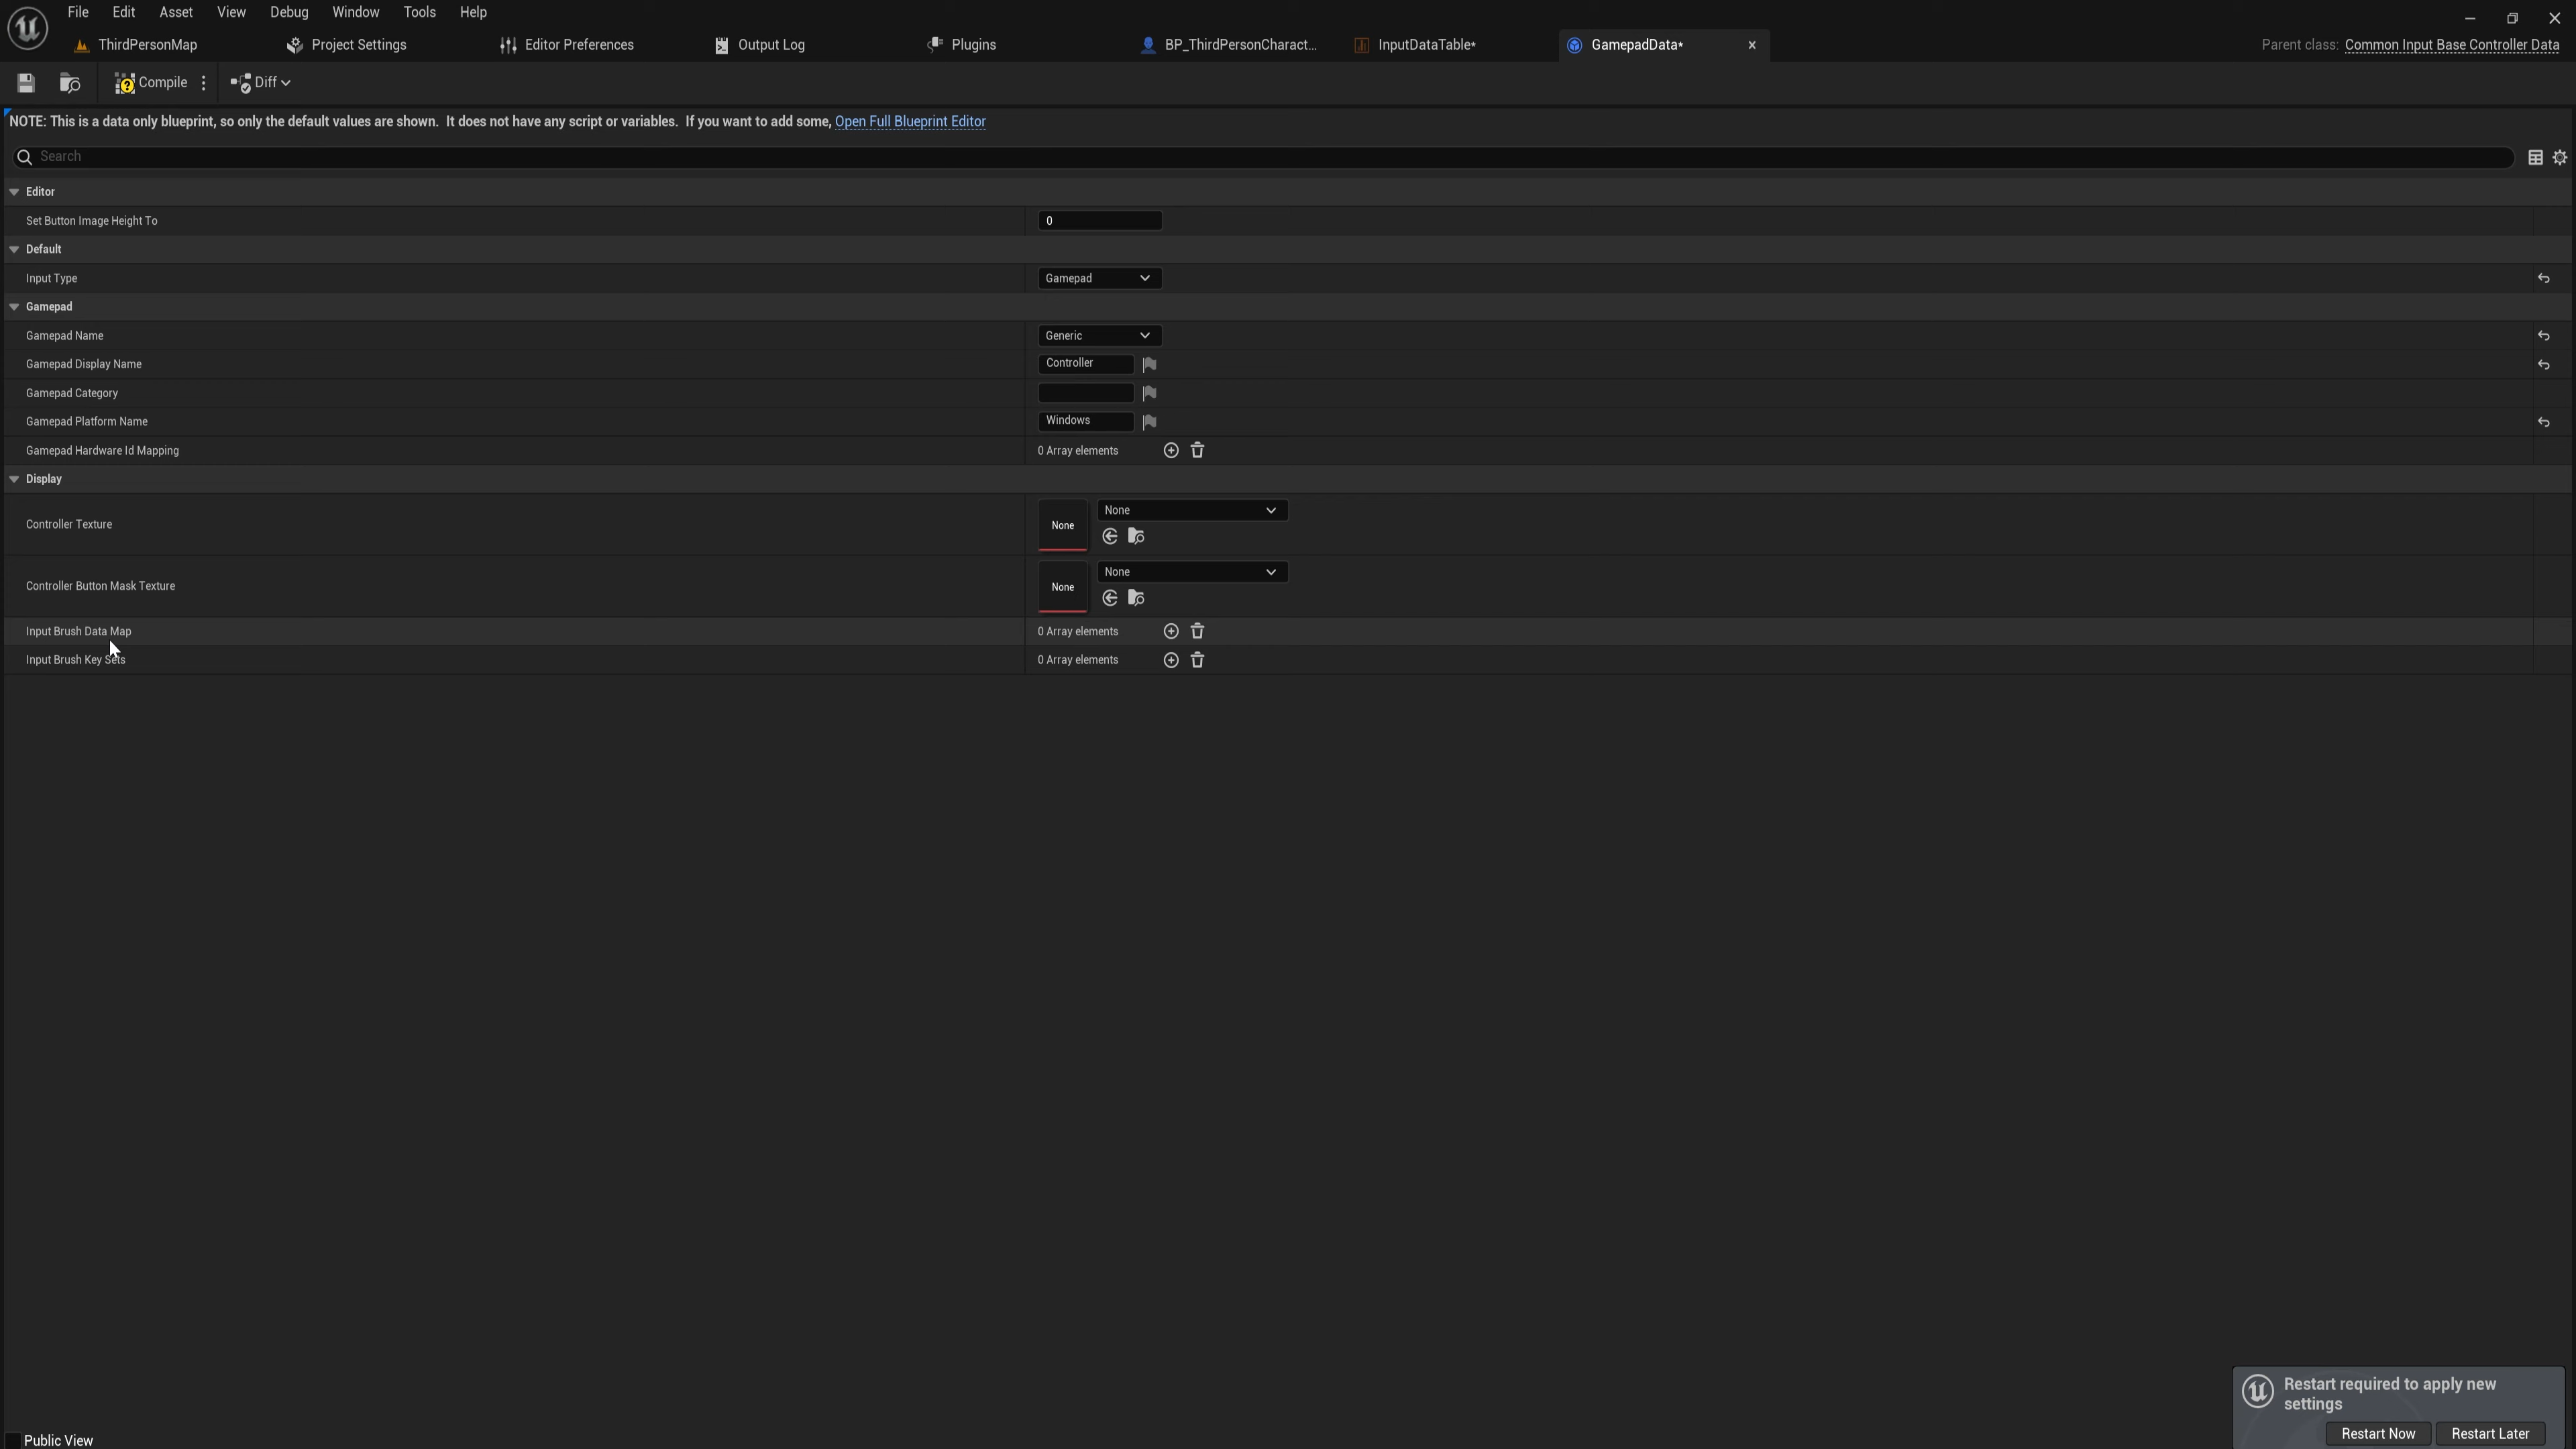 File Edit Asset View Debug Window Tools Help
ThirdPersonMap Project Settings Editor Preferences Output Log Plugins BP_ThirdPersonCharact... InputDataTable* GamepadData* Parent class: Common Input Base Controller Data
Compile Diff
NOTE: This is a data only blueprint, so only the default values are shown. It does not have any script or variables. If you want to add some, Open Full Blueprint Editor
Search
Editor
Set Button Image Height To 0
Default
Input Type Gamepad
Gamepad
Gamepad Name Generic
Gamepad Display Name Controller
Gamepad Category
Gamepad Platform Name Windows
Gamepad Hardware Id Mapping 0 Array elements
Display
Controller Texture None None
Controller Button Mask Texture None None
Input Brush Data Map 0 Array elements
Input Brush Key Sets 0 Array elements
Restart required to apply new
settings
Restart Now Restart Later
Public View